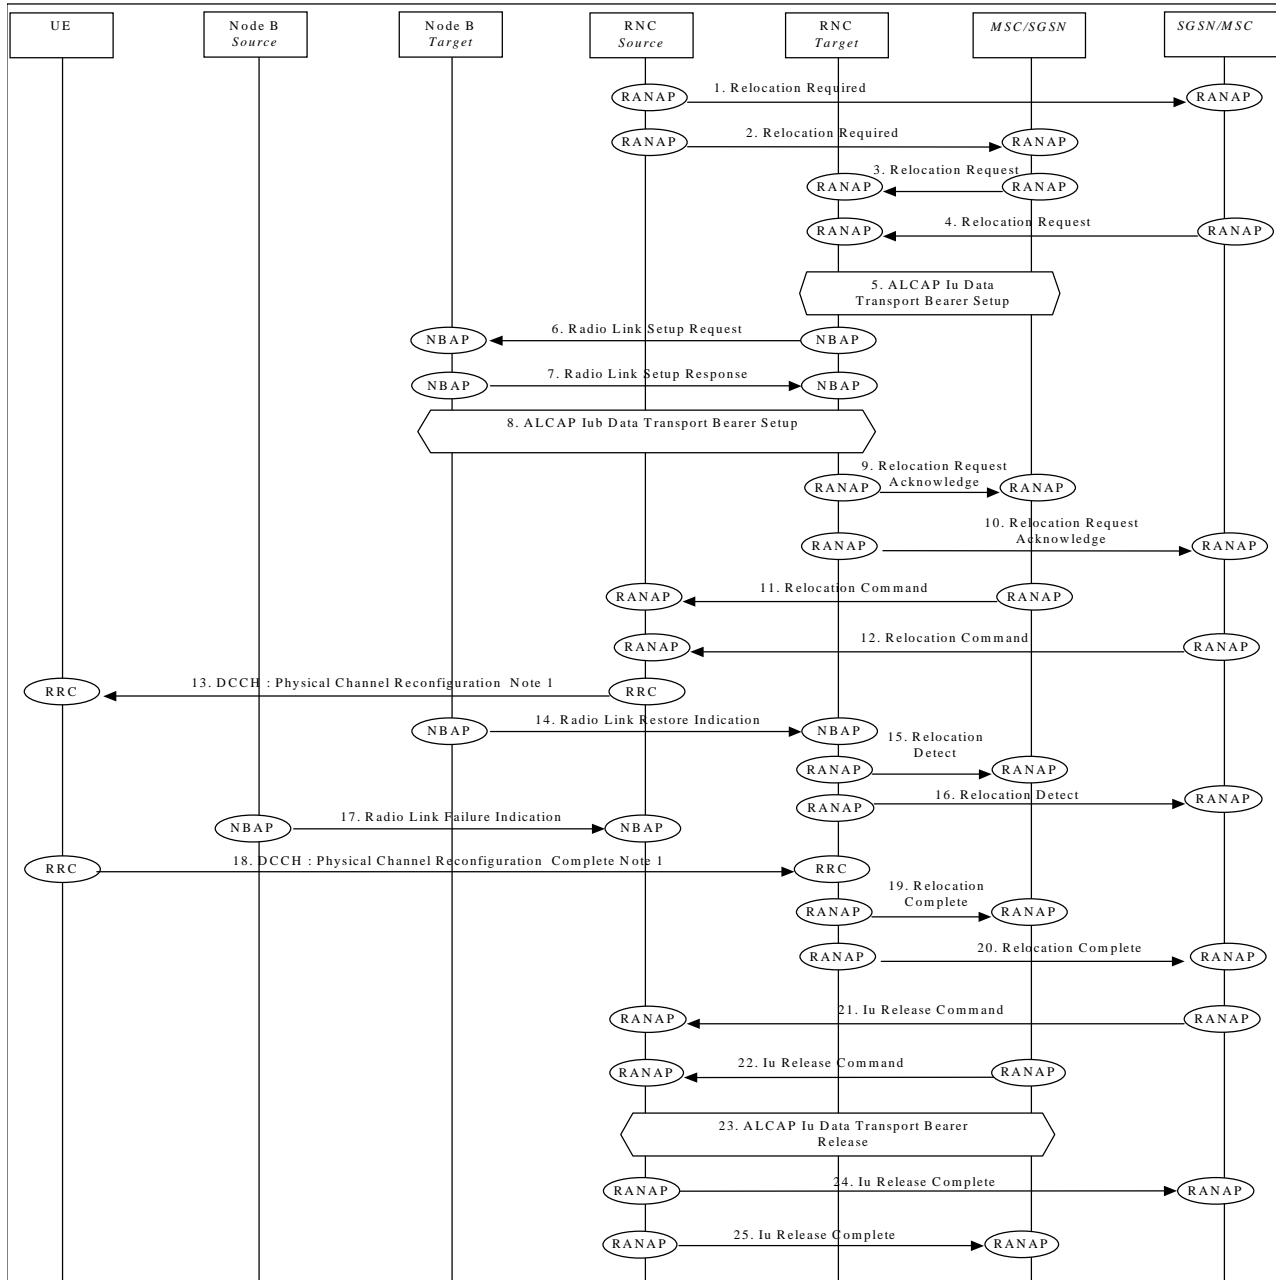 UE
Node B
Source
Node B
Target
RNC
Source
RNC
Target
MSC/SGSN
SGSN/MSC
RANAP
1. Relocation Required
RANAP
RANAP
2. Relocation Required
RANAP
RANAP
3. Relocation Request
RANAP
RANAP
4. Relocation Request
RANAP
5. ALCAP Iu Data
Transport Bearer Setup
NBAP
6. Radio Link Setup Request
NBAP
NBAP
7. Radio Link Setup Response
NBAP
8. ALCAP Iub Data Transport Bearer Setup
RANAP
9. Relocation Request
Acknowledge
RANAP
RANAP
10. Relocation Request
Acknowledge
RANAP
RANAP
11. Relocation Command
RANAP
RANAP
12. Relocation Command
RANAP
RRC
13. DCCH : Physical Channel Reconfiguration Note 1
RRC
NBAP
14. Radio Link Restore Indication
NBAP
RANAP
15. Relocation
Detect
RANAP
RANAP
16. Relocation Detect
RANAP
NBAP
17. Radio Link Failure Indication
NBAP
RRC
18. DCCH : Physical Channel Reconfiguration Complete Note 1
RRC
RANAP
19. Relocation
Complete
RANAP
RANAP
20. Relocation Complete
RANAP
RANAP
21. Iu Release Command
RANAP
RANAP
22. Iu Release Command
RANAP
23. ALCAP Iu Data Transport Bearer
Release
RANAP
24. Iu Release Complete
RANAP
RANAP
25. Iu Release Complete
RANAP